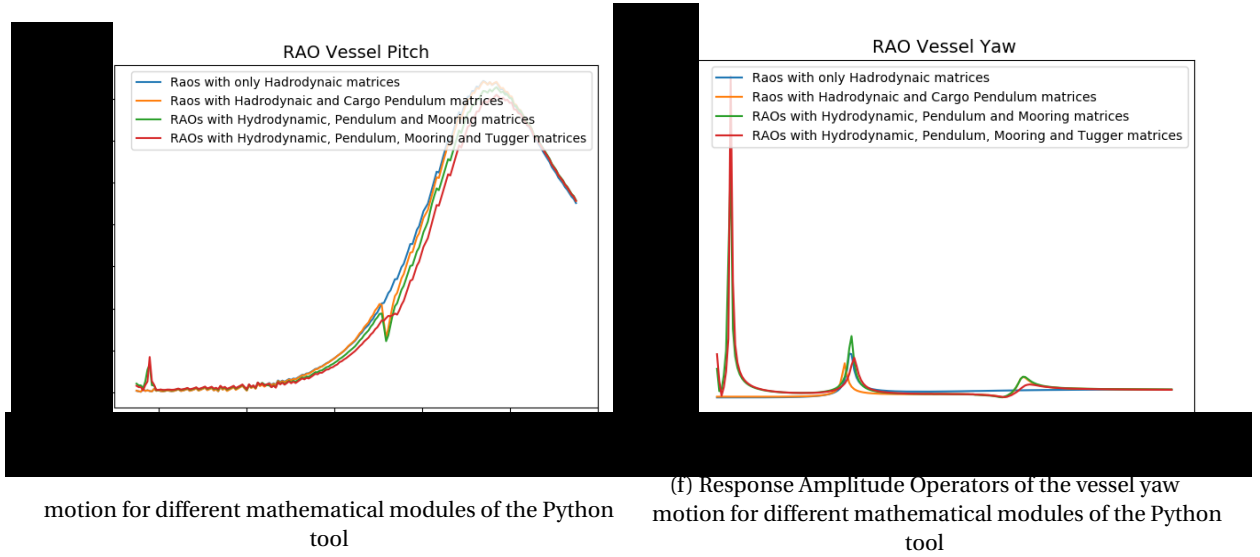 RAO Vessel Pitch
Raos with only Hadrodynaic matrices
Raos with Hadrodynaic and Cargo Pendulum matrices
RAOs with Hydrodynamic, Pendulum and Mooring matrices
RAOs with Hydrodynamic, Pendulum, Mooring and Tugger matrices
motion for different mathematical modules of the Python
tool
RAO Vessel Yaw
Raos with only Hadrodynaic matrices
Raos with Hadrodynaic and Cargo Pendulum matrices
RAOs with Hydrodynamic, Pendulum and Mooring matrices
RAOs with Hydrodynamic, Pendulum, Mooring and Tugger matrices
(f) Response Amplitude Operators of the vessel yaw
motion for different mathematical modules of the Python
tool